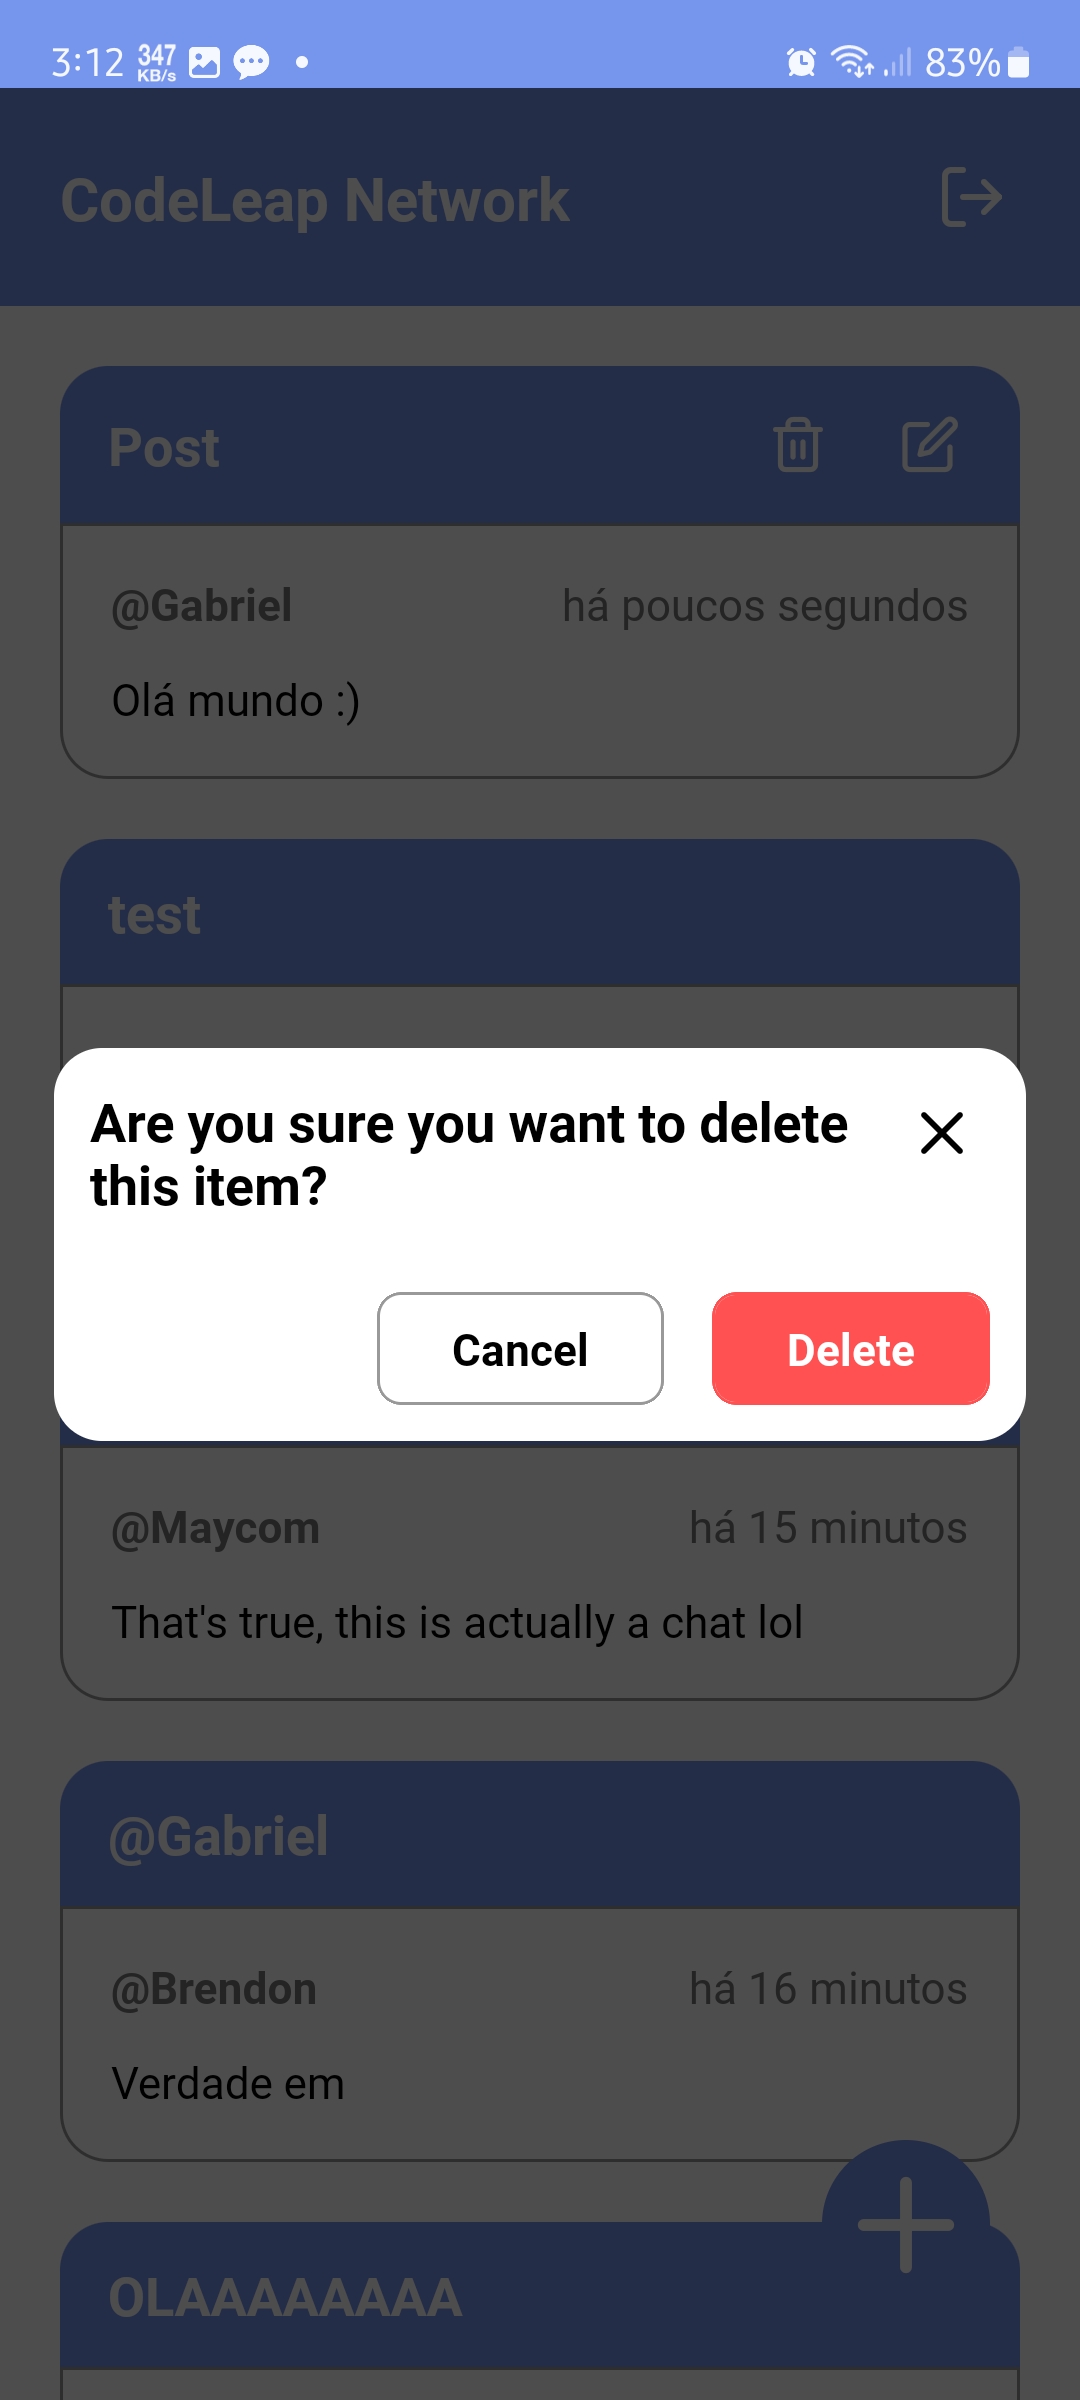 3:12 347 KB/s 83%
CodeLeap Network
Post
@Gabriel há poucos segundos
Olá mundo :)
test
Are you sure you want to delete
this item?
Cancel Delete
@Maycom há 15 minutos
That's true, this is actually a chat lol
@Gabriel
@Brendon há 16 minutos
Verdade em
OLAAAAAAAA